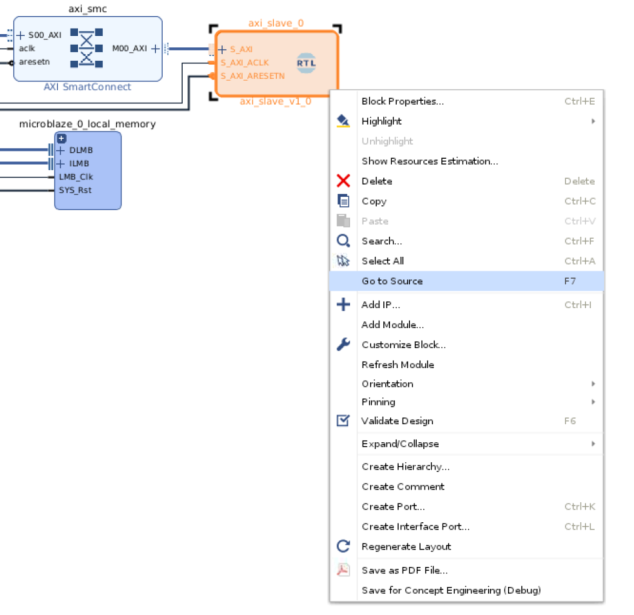 axi_smc
S00_AXI
aclk
aresetn
M00_AXI
AXI SmartConnect
axi_slave_0
S_AXI
S_AXI_ACLK
S_AXI_ARESETN
RTL
axi_slave_v1_0
microblaze_0_local_memory
DLMB
ILMB
LMB_Clk
SYS_Rst
Block Properties... Ctrl+E
Highlight
Unhighlight
Show Resources Estimation...
Delete Delete
Copy Ctrl+C
Paste Ctrl+V
Search... Ctrl+F
Select All Ctrl+A
Go to Source F7
Add IP... Ctrl+I
Add Module...
Customize Block...
Refresh Module
Orientation
Pinning
Validate Design F6
Expand/Collapse
Create Hierarchy...
Create Comment
Create Port... Ctrl+K
Create Interface Port... Ctrl+L
Regenerate Layout
Save as PDF File...
Save for Concept Engineering (Debug)